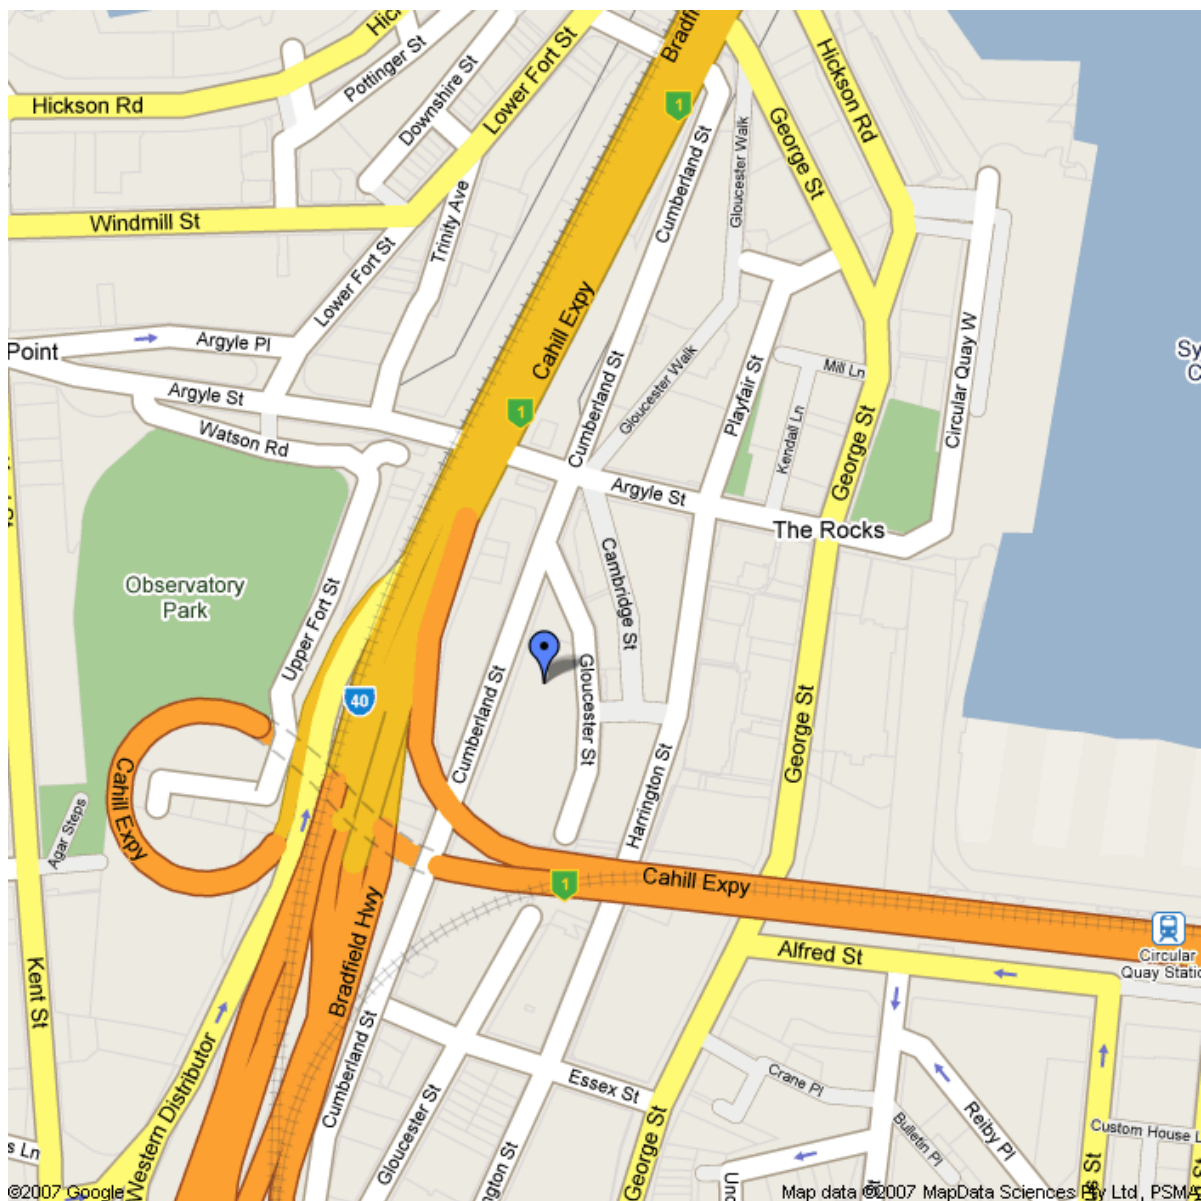 Hickson Rd
Pottinger St
Downshire St
Lower Fort St
Windmill St
Trinity Ave
Lower Fort St
Argyle Pl
Point
Argyle St
Watson Rd
Cahill Expy
1
1
Cumberland St
Gloucester Walk
George St
Hickson Rd
Cumberland St
Gloucester Walk
Playfair St
Mill Ln
Kendall Ln
George St
Circular Quay W
Argyle St
The Rocks
Observatory
Park
Upper Fort St
40
Cambridge St
Gloucester St
Cumberland St
Harrington St
George St
Cahill Expy
Agar Steps
1
Cahill Expy
Kent St
Bradfield Hwy
Western Distributor
Cumberland St
Gloucester St
Essex St
George St
Alfred St
Circular
Quay Static
Crane Pl
Bulletin Pl
Reiby Pl
Custom House L
s Ln
©2007 Google
Map data ©2007 MapData Sciences Pty Ltd, PSMA